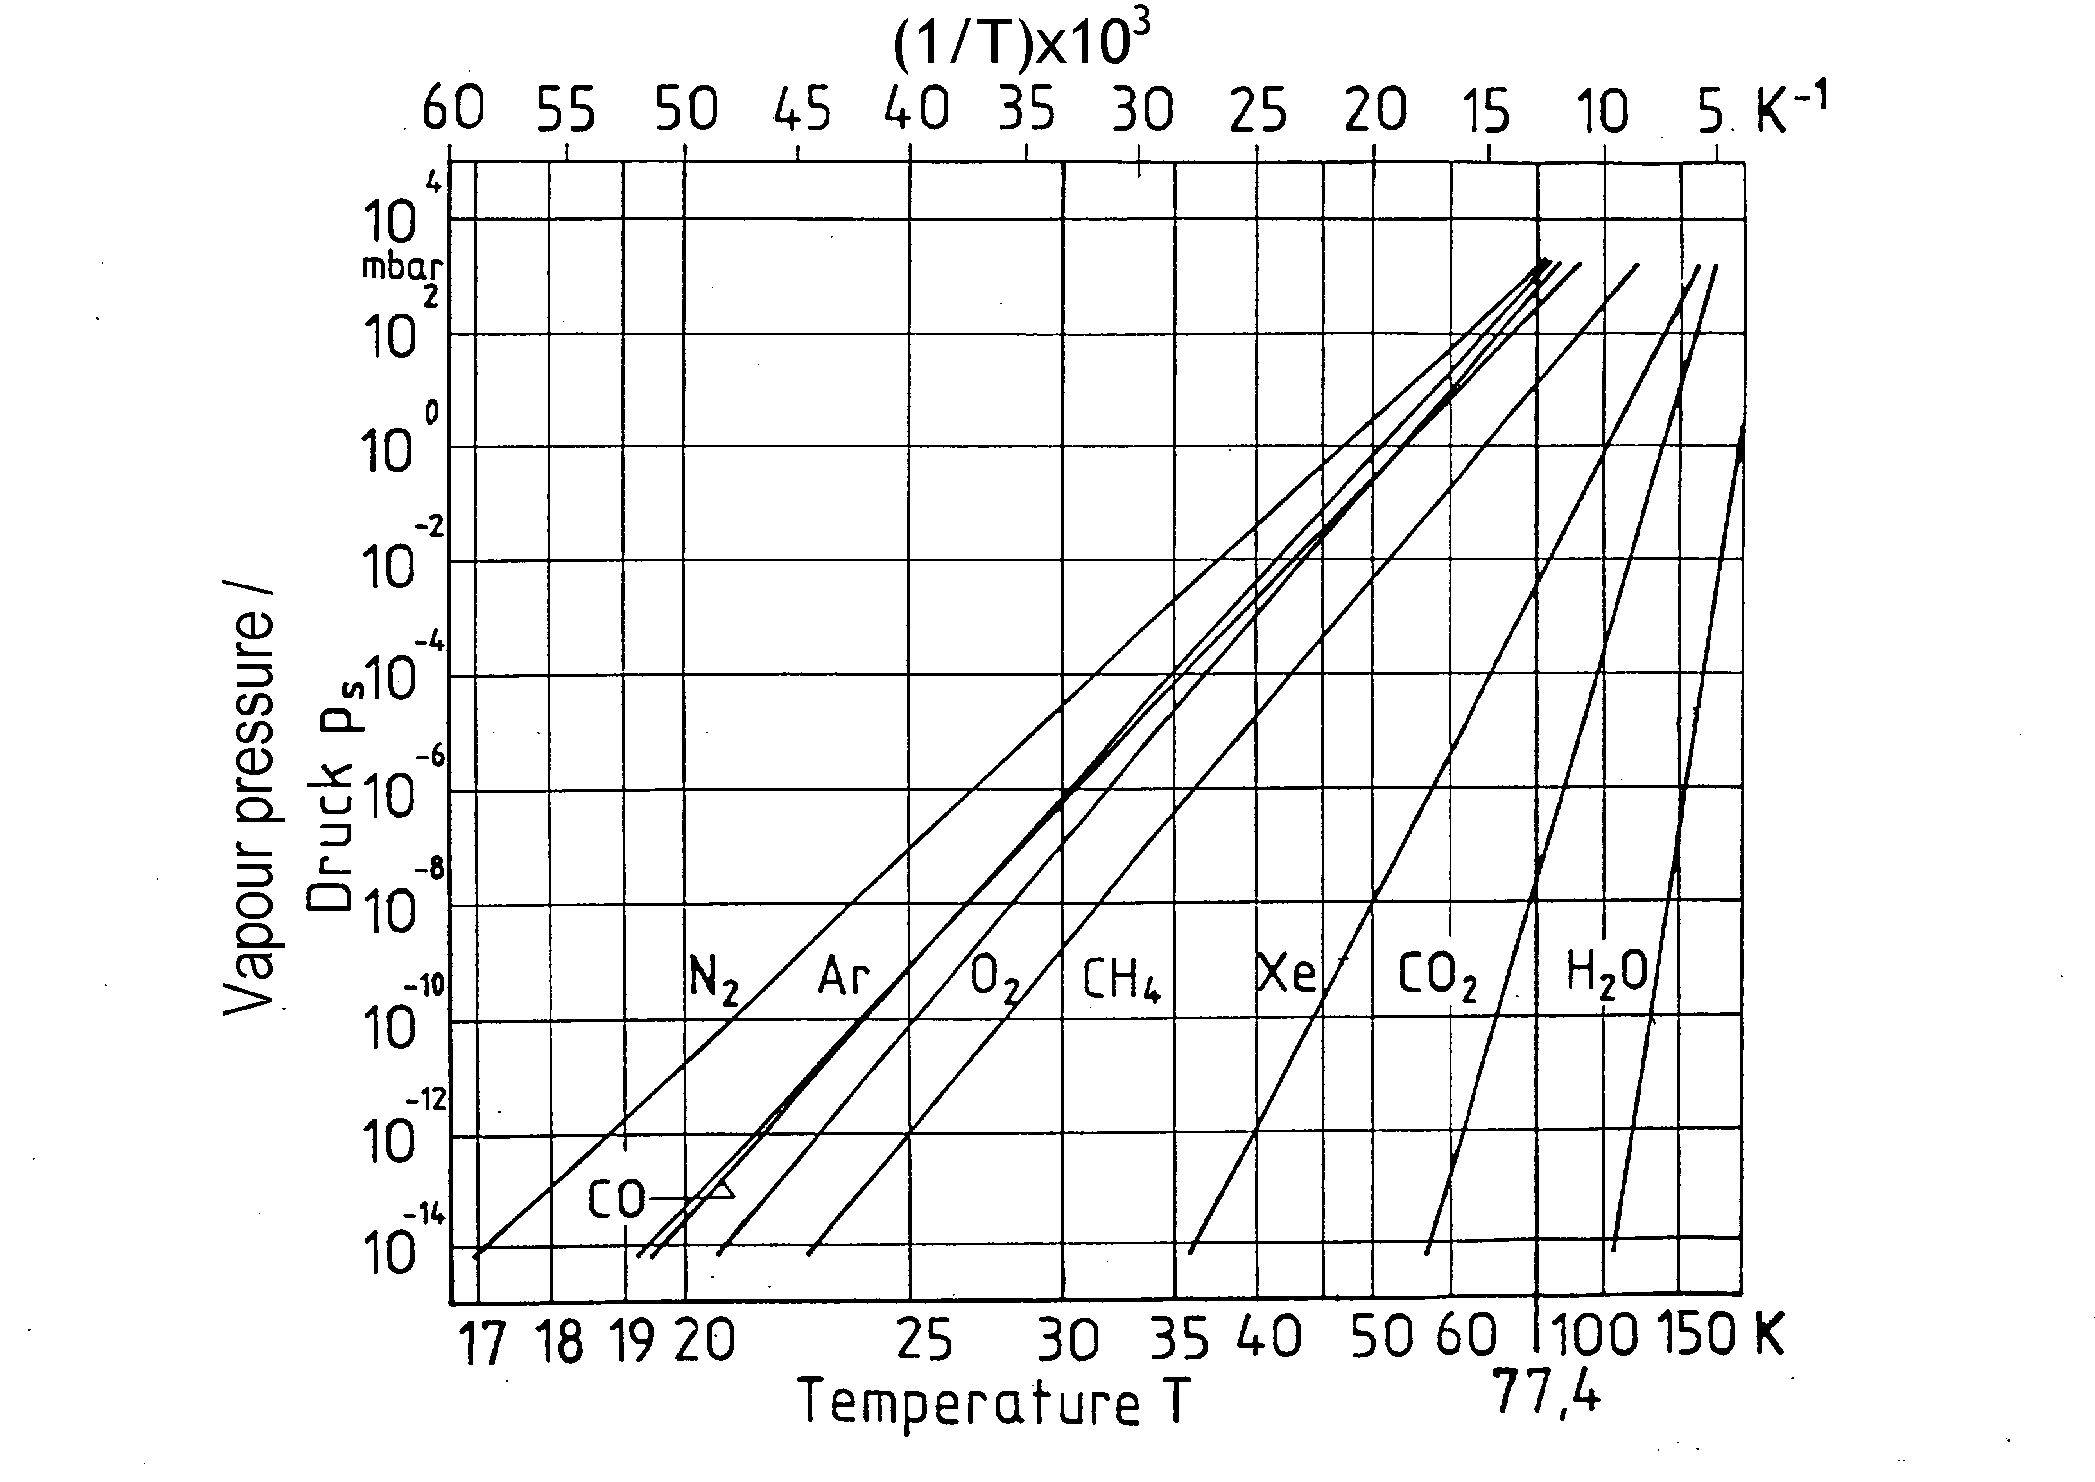 (1/T)x10³
60 55 50 45 40 35 30 25 20 15 10 5 K⁻¹
10⁴
mbar
10²
10⁰
10⁻²
10⁻⁴
10⁻⁶
10⁻⁸
10⁻¹⁰
10⁻¹²
10⁻¹⁴
Vapour pressure /
Druck pₛ
N₂ Ar O₂ CH₄ Xe CO₂ H₂O
CO
17 18 19 20 25 30 35 40 50 60 100 150 K
77,4
Temperature T